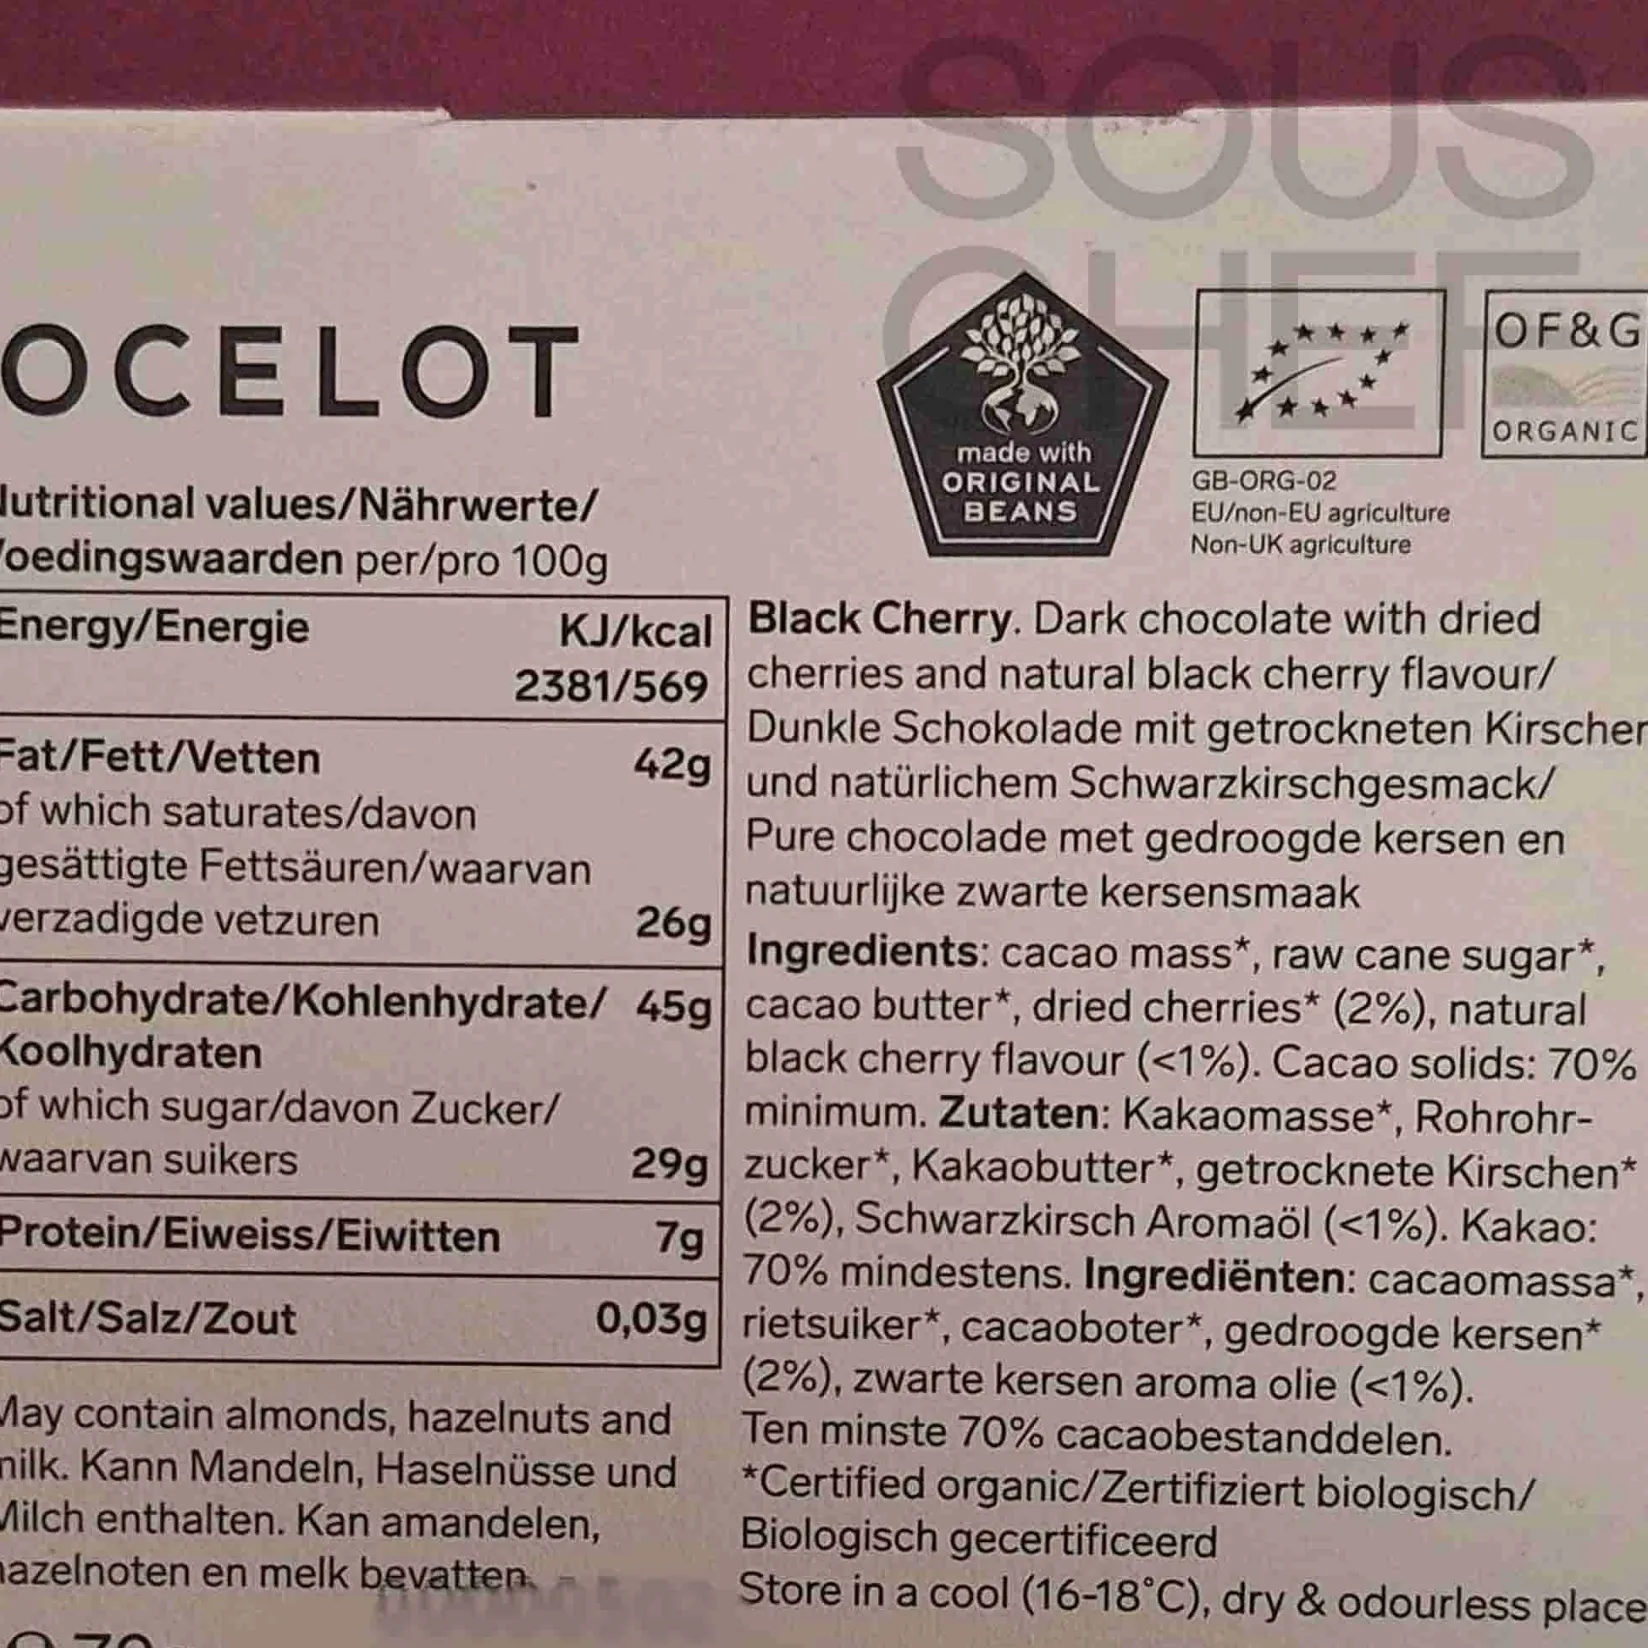 SOUS
CHEF
OCELOT
made with
ORIGINAL
BEANS
OF&G
ORGANIC
GB-ORG-02
EU/non-EU agriculture
Non-UK agriculture
utritional values/Nährwerte/
oedingswaarden per/pro 100g
Energy/Energie KJ/kcal
2381/569
Fat/Fett/Vetten 42g
of which saturates/davon
gesättigte Fettsäuren/waarvan
verzadigde vetzuren 26g
Carbohydrate/Kohlenhydrate/ 45g
Koolhydraten
of which sugar/davon Zucker/
waarvan suikers 29g
Protein/Eiweiss/Eiwitten 7g
Salt/Salz/Zout 0,03g
May contain almonds, hazelnuts and
milk. Kann Mandeln, Haselnüsse und
Milch enthalten. Kan amandelen,
hazelnoten en melk bevatten.
Black Cherry. Dark chocolate with dried
cherries and natural black cherry flavour/
Dunkle Schokolade mit getrockneten Kirschen
und natürlichem Schwarzkirschgesmack/
Pure chocolade met gedroogde kersen en
natuurlijke zwarte kersensmaak
Ingredients: cacao mass*, raw cane sugar*,
cacao butter*, dried cherries* (2%), natural
black cherry flavour (<1%). Cacao solids: 70%
minimum. Zutaten: Kakaomasse*, Rohrohr-
zucker*, Kakaobutter*, getrocknete Kirschen*
(2%), Schwarzkirsch Aromaöl (<1%). Kakao:
70% mindestens. Ingrediënten: cacaomassa*,
rietsuiker*, cacaoboter*, gedroogde kersen*
(2%), zwarte kersen aroma olie (<1%).
Ten minste 70% cacaobestanddelen.
*Certified organic/Zertifiziert biologisch/
Biologisch gecertificeerd
Store in a cool (16-18°C), dry & odourless place